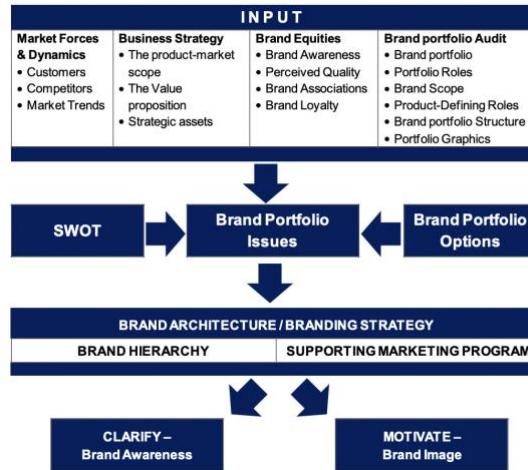 INPUT
Market Forces
& Dynamics
• Customers
• Competitors
• Market Trends
Business Strategy
• The product-market
scope
• The Value
proposition
• Strategic assets
Brand Equities
• Brand Awareness
• Perceived Quality
• Brand Associations
• Brand Loyalty
Brand portfolio Audit
• Brand portfolio
• Portfolio Roles
• Brand Scope
• Product-Defining Roles
• Brand portfolio Structure
• Portfolio Graphics
SWOT
Brand Portfolio
Issues
Brand Portfolio
Options
BRAND ARCHITECTURE / BRANDING STRATEGY
BRAND HIERARCHY
SUPPORTING MARKETING PROGRAM
CLARIFY –
Brand Awareness
MOTIVATE –
Brand Image